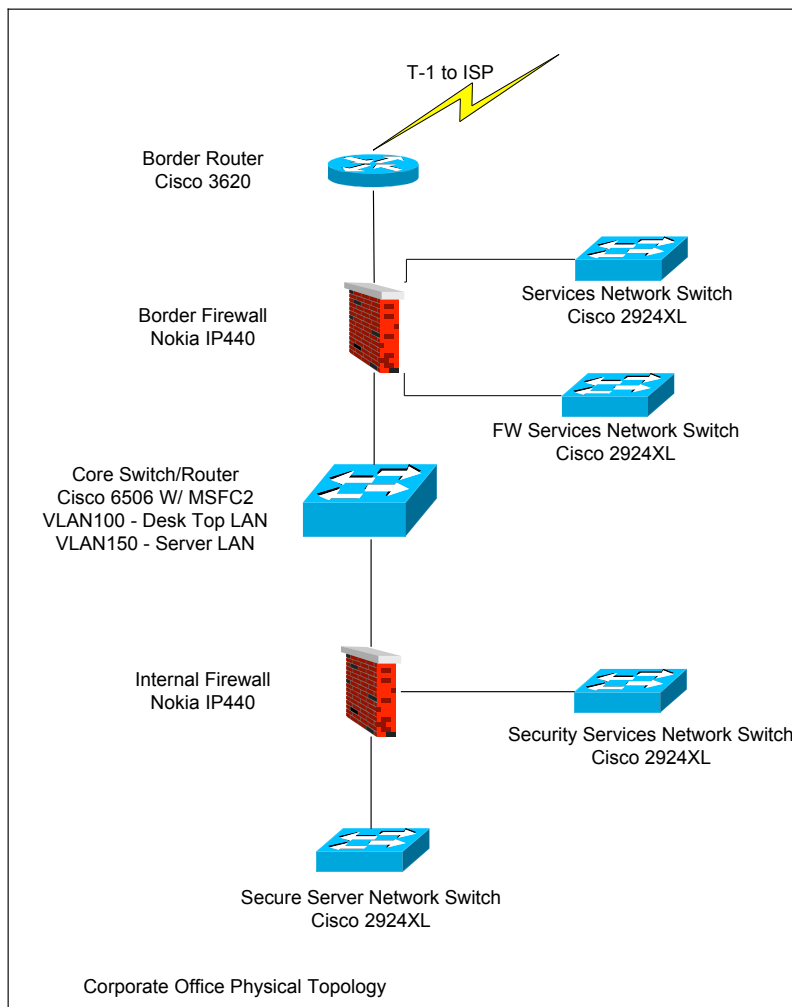 T-1 to ISP
Border Router
Cisco 3620
Services Network Switch
Cisco 2924XL
Border Firewall
Nokia IP440
FW Services Network Switch
Cisco 2924XL
Core Switch/Router
Cisco 6506 W/ MSFC2
VLAN100 - Desk Top LAN
VLAN150 - Server LAN
Internal Firewall
Nokia IP440
Security Services Network Switch
Cisco 2924XL
Secure Server Network Switch
Cisco 2924XL
Corporate Office Physical Topology